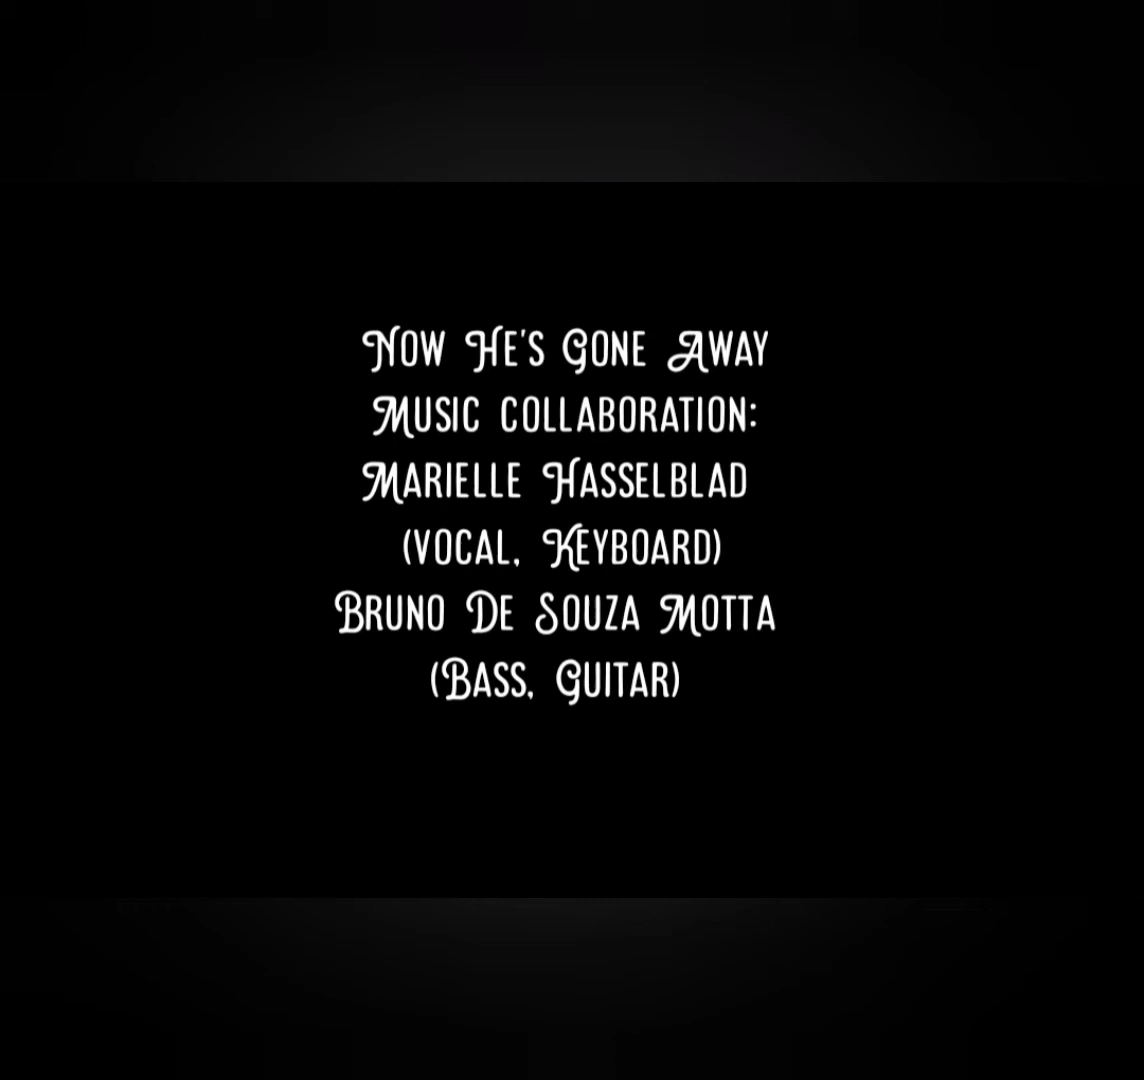 Now He's Gone Away
Music collaboration:
Marielle Hasselblad
(vocal, Keyboard)
Bruno De Souza Motta
(Bass, Guitar)